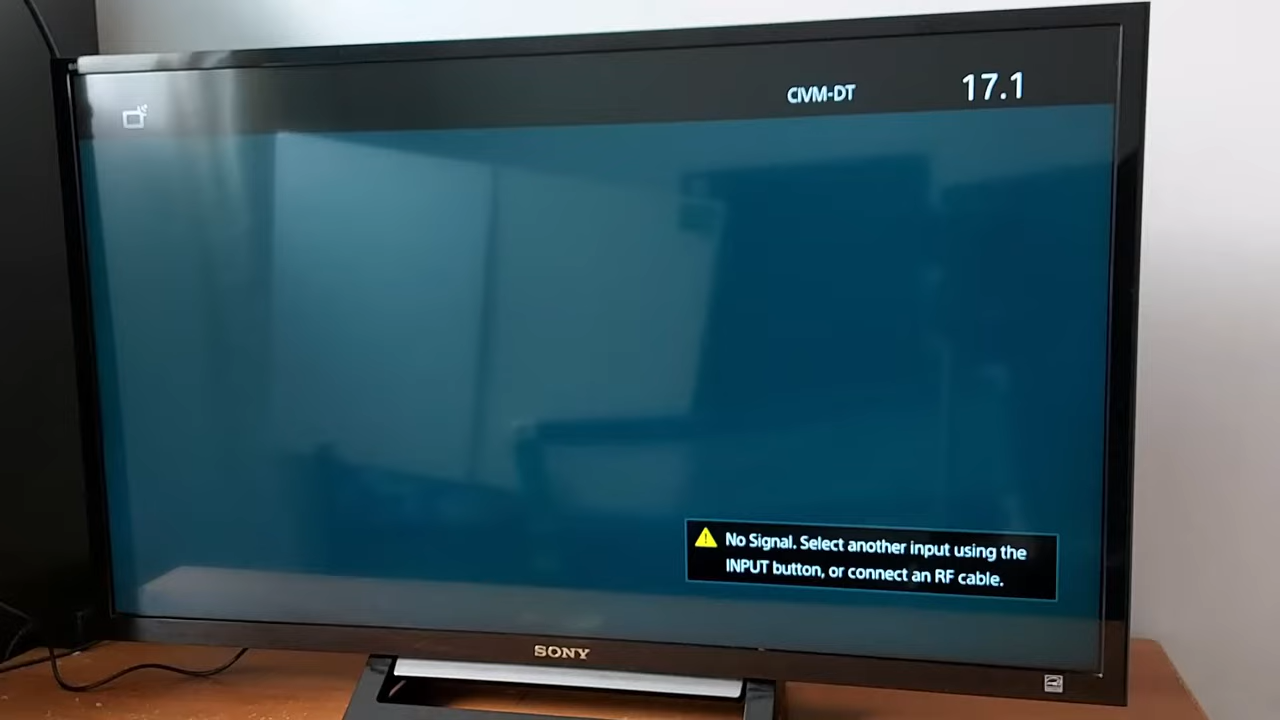 CIVM-DT 17.1
No Signal. Select another input using the
INPUT button, or connect an RF cable.
SONY